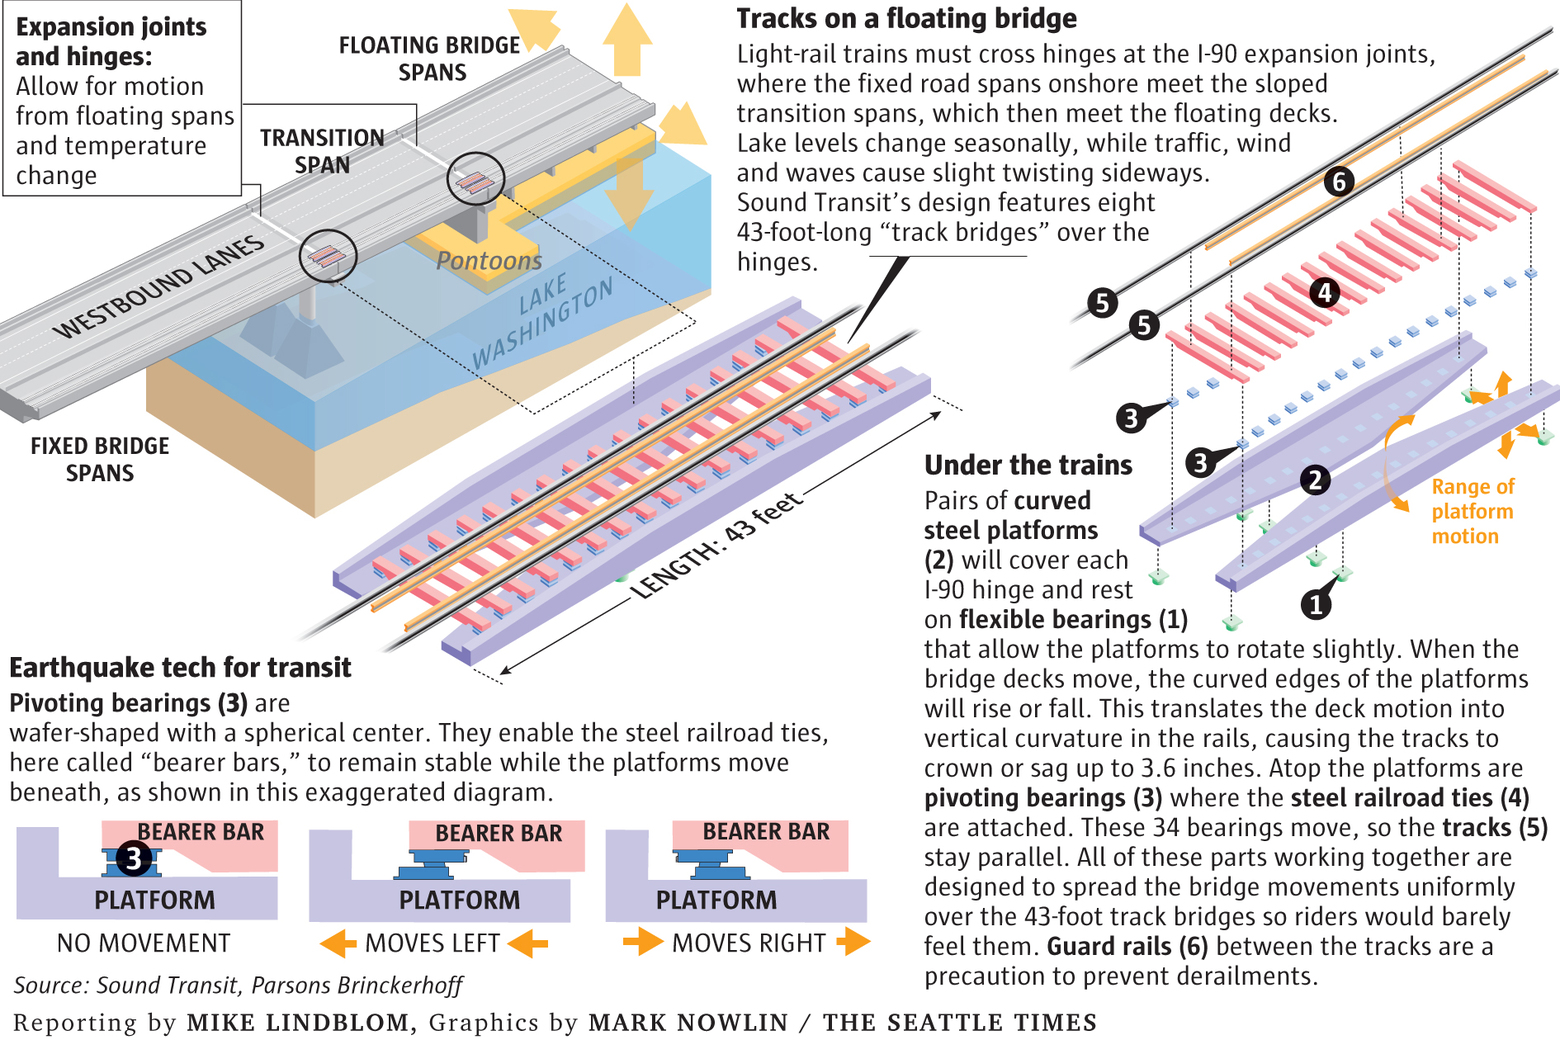 Expansion joints
and hinges:
Allow for motion
from floating spans
and temperature
change
FLOATING BRIDGE
SPANS
TRANSITION
SPAN
WESTBOUND LANES
Pontoons
LAKE
WASHINGTON
FIXED BRIDGE
SPANS
Tracks on a floating bridge
Light-rail trains must cross hinges at the I-90 expansion joints,
where the fixed road spans onshore meet the sloped
transition spans, which then meet the floating decks.
Lake levels change seasonally, while traffic, wind
and waves cause slight twisting sideways.
Sound Transit’s design features eight
43-foot-long “track bridges” over the
hinges.
LENGTH: 43 feet
6
5
5
4
3
3
2
1
Range of
platform
motion
Under the trains
Pairs of curved
steel platforms
(2) will cover each
I-90 hinge and rest
on flexible bearings (1)
that allow the platforms to rotate slightly. When the
bridge decks move, the curved edges of the platforms
will rise or fall. This translates the deck motion into
vertical curvature in the rails, causing the tracks to
crown or sag up to 3.6 inches. Atop the platforms are
pivoting bearings (3) where the steel railroad ties (4)
are attached. These 34 bearings move, so the tracks (5)
stay parallel. All of these parts working together are
designed to spread the bridge movements uniformly
over the 43-foot track bridges so riders would barely
feel them. Guard rails (6) between the tracks are a
precaution to prevent derailments.
Earthquake tech for transit
Pivoting bearings (3) are
wafer-shaped with a spherical center. They enable the steel railroad ties,
here called “bearer bars,” to remain stable while the platforms move
beneath, as shown in this exaggerated diagram.
BEARER BAR
3
PLATFORM
NO MOVEMENT
BEARER BAR
PLATFORM
MOVES LEFT
BEARER BAR
PLATFORM
MOVES RIGHT
Source: Sound Transit, Parsons Brinckerhoff
Reporting by MIKE LINDBLOM, Graphics by MARK NOWLIN / THE SEATTLE TIMES